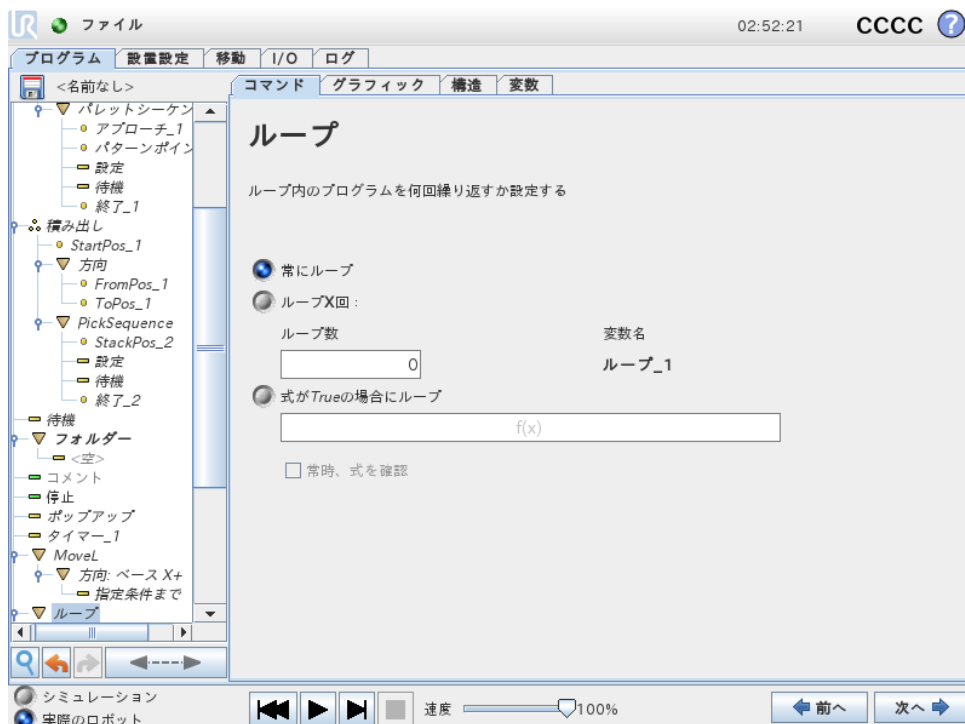 UR ファイル 02:52:21 CCCC ?
プログラム 設置設定 移動 I/O ログ
<名前なし>
コマンド グラフィック 構造 変数
パレットシーケン
アプローチ_1
パターンポイン
設定
待機
終了_1
積み出し
StartPos_1
方向
FromPos_1
ToPos_1
PickSequence
StackPos_2
設定
待機
終了_2
待機
フォルダー
<空>
コメント
停止
ポップアップ
タイマー_1
MoveL
方向: ベース X+
指定条件まで
ループ
ループ
ループ内のプログラムを何回繰り返すか設定する
常にループ
ループX回 :
ループ数 変数名
0 ループ_1
式がTrueの場合にループ
f(x)
常時、式を確認
シミュレーション
実際のロボット
速度 100%
前へ 次へ